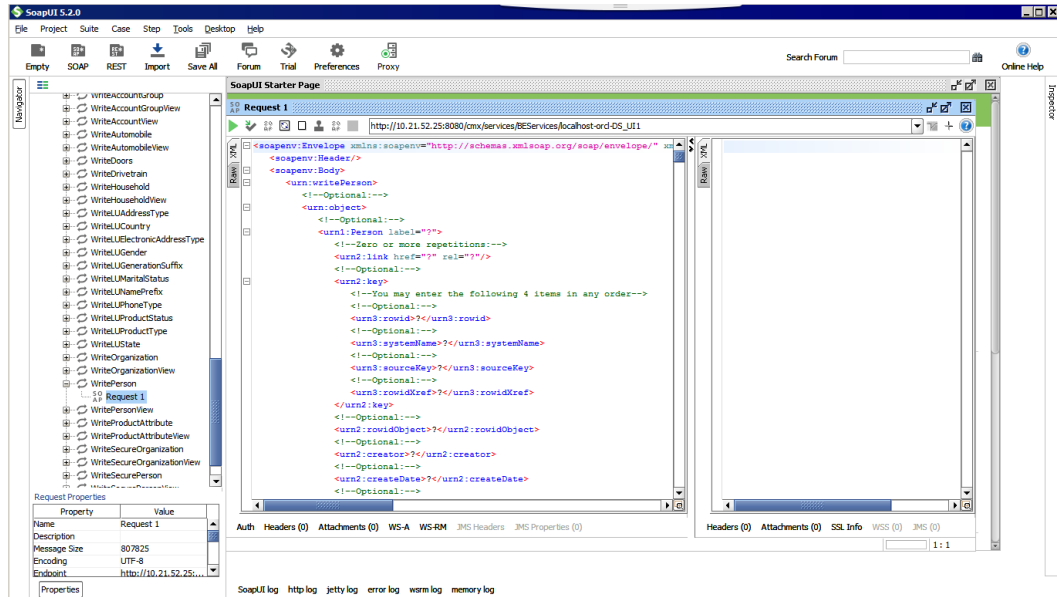 SoapUI 5.2.0
File Project Suite Case Step Tools Desktop Help
Empty SOAP REST Import Save All Forum Trial Preferences Proxy
Search Forum
Online Help
Navigator
Inspector
WriteAccountGroup
WriteAccountGroupView
WriteAccountView
WriteAutomobile
WriteAutomobileView
WriteDoors
WriteDrivetrain
WriteHousehold
WriteHouseholdView
WriteLUAddressType
WriteLUCountry
WriteLUElectronicAddressType
WriteLUGender
WriteLUGenerationSuffix
WriteLUMaritalStatus
WriteLUNamePrefix
WriteLUPhoneType
WriteLUProductStatus
WriteLUProductType
WriteLUState
WriteOrganization
WriteOrganizationView
WritePerson
SOAP Request 1
WritePersonView
WriteProductAttribute
WriteProductAttributeView
WriteSecureOrganization
WriteSecureOrganizationView
WriteSecurePerson
WriteSecurePersonView
Request Properties
Property Value
Name Request 1
Description
Message Size 807825
Encoding UTF-8
Endpoint http://10.21.52.25:...
Properties
SoapUI Starter Page
SOAP Request 1
http://10.21.52.25:8080/cmx/services/BEServices/localhost-orcl-DS_UI1
XML
Raw
<soapenv:Envelope xmlns:soapenv="http://schemas.xmlsoap.org/soap/envelope/" xm
<soapenv:Header/>
<soapenv:Body>
<urn:writePerson>
<!--Optional:-->
<urn:object>
<!--Optional:-->
<urn1:Person label="?">
<!--Zero or more repetitions:-->
<urn2:link href="?" rel="?"/>
<!--Optional:-->
<urn2:key>
<!--You may enter the following 4 items in any order-->
<!--Optional:-->
<urn3:rowid>?</urn3:rowid>
<!--Optional:-->
<urn3:systemName>?</urn3:systemName>
<!--Optional:-->
<urn3:sourceKey>?</urn3:sourceKey>
<!--Optional:-->
<urn3:rowidXref>?</urn3:rowidXref>
</urn2:key>
<!--Optional:-->
<urn2:rowidObject>?</urn2:rowidObject>
<!--Optional:-->
<urn2:creator>?</urn2:creator>
<!--Optional:-->
<urn2:createDate>?</urn2:createDate>
<!--Optional:-->
XML
Raw
Auth Headers (0) Attachments (0) WS-A WS-RM JMS Headers JMS Properties (0)
Headers (0) Attachments (0) SSL Info WSS (0) JMS (0)
1 : 1
SoapUI log http log jetty log error log wsrm log memory log